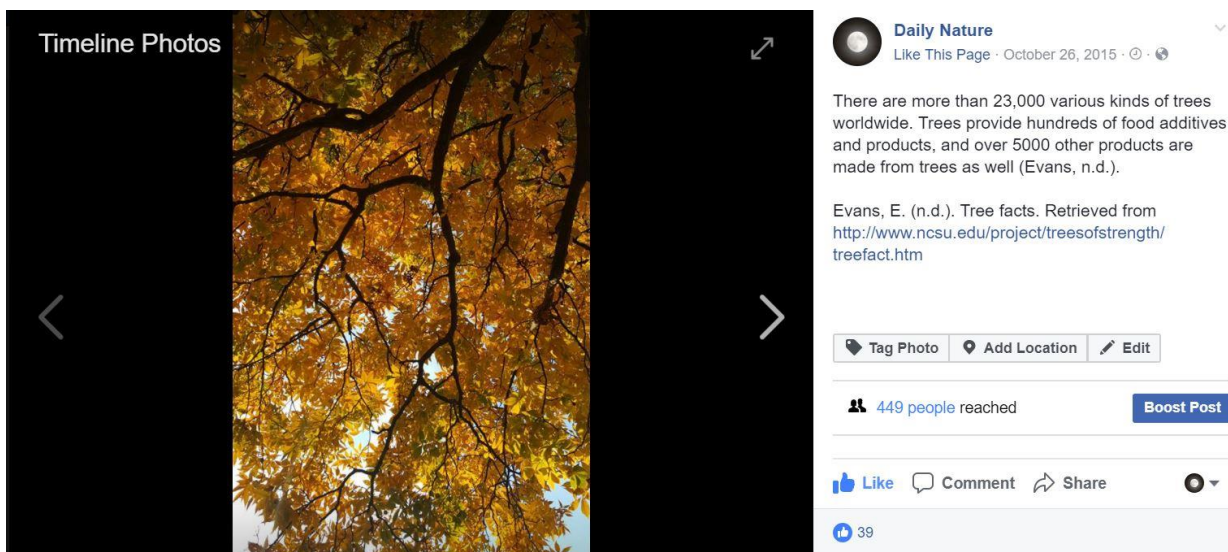 Timeline Photos
Daily Nature
Like This Page · October 26, 2015 ·
There are more than 23,000 various kinds of trees
worldwide. Trees provide hundreds of food additives
and products, and over 5000 other products are
made from trees as well (Evans, n.d.).
Evans, E. (n.d.). Tree facts. Retrieved from
http://www.ncsu.edu/project/treesofstrength/
treefact.htm
Tag Photo Add Location Edit
449 people reached Boost Post
Like Comment Share
39